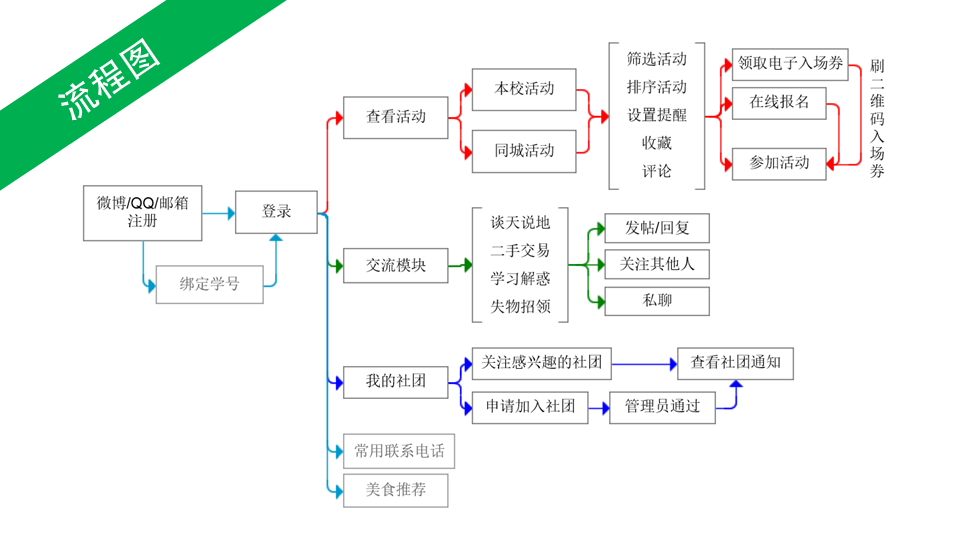 流程图
微博/QQ/邮箱
注册
绑定学号
登录
查看活动
本校活动
同城活动
筛选活动
排序活动
设置提醒
收藏
评论
领取电子入场券
在线报名
参加活动
刷二维码入场券
交流模块
谈天说地
二手交易
学习解惑
失物招领
发帖/回复
关注其他人
私聊
我的社团
关注感兴趣的社团
查看社团通知
申请加入社团
管理员通过
常用联系电话
美食推荐